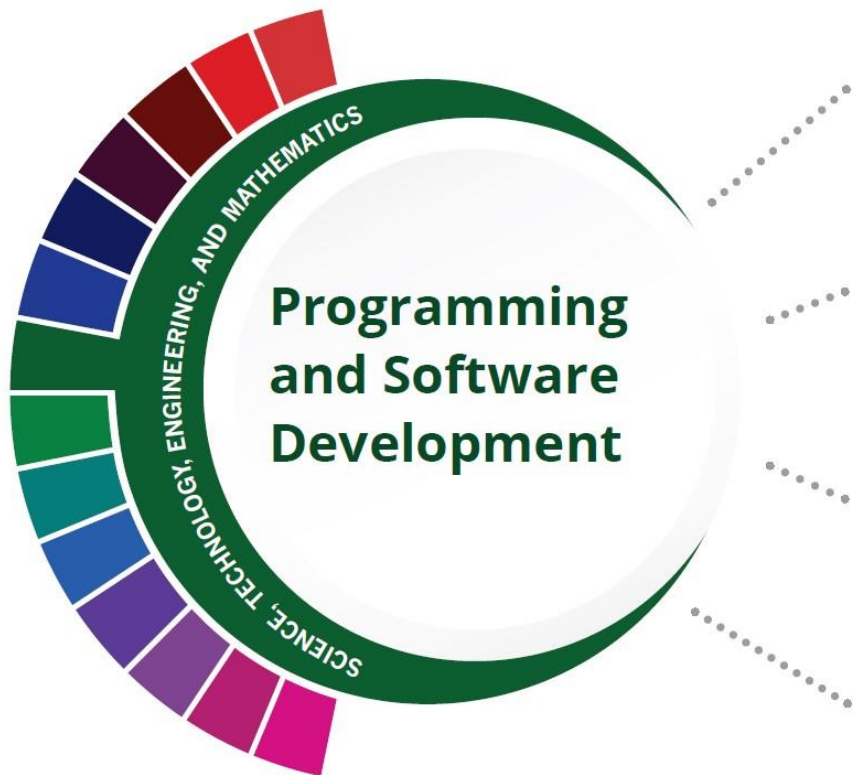 SCIENCE, TECHNOLOGY, ENGINEERING, AND MATHEMATICS
Programming
and Software
Development